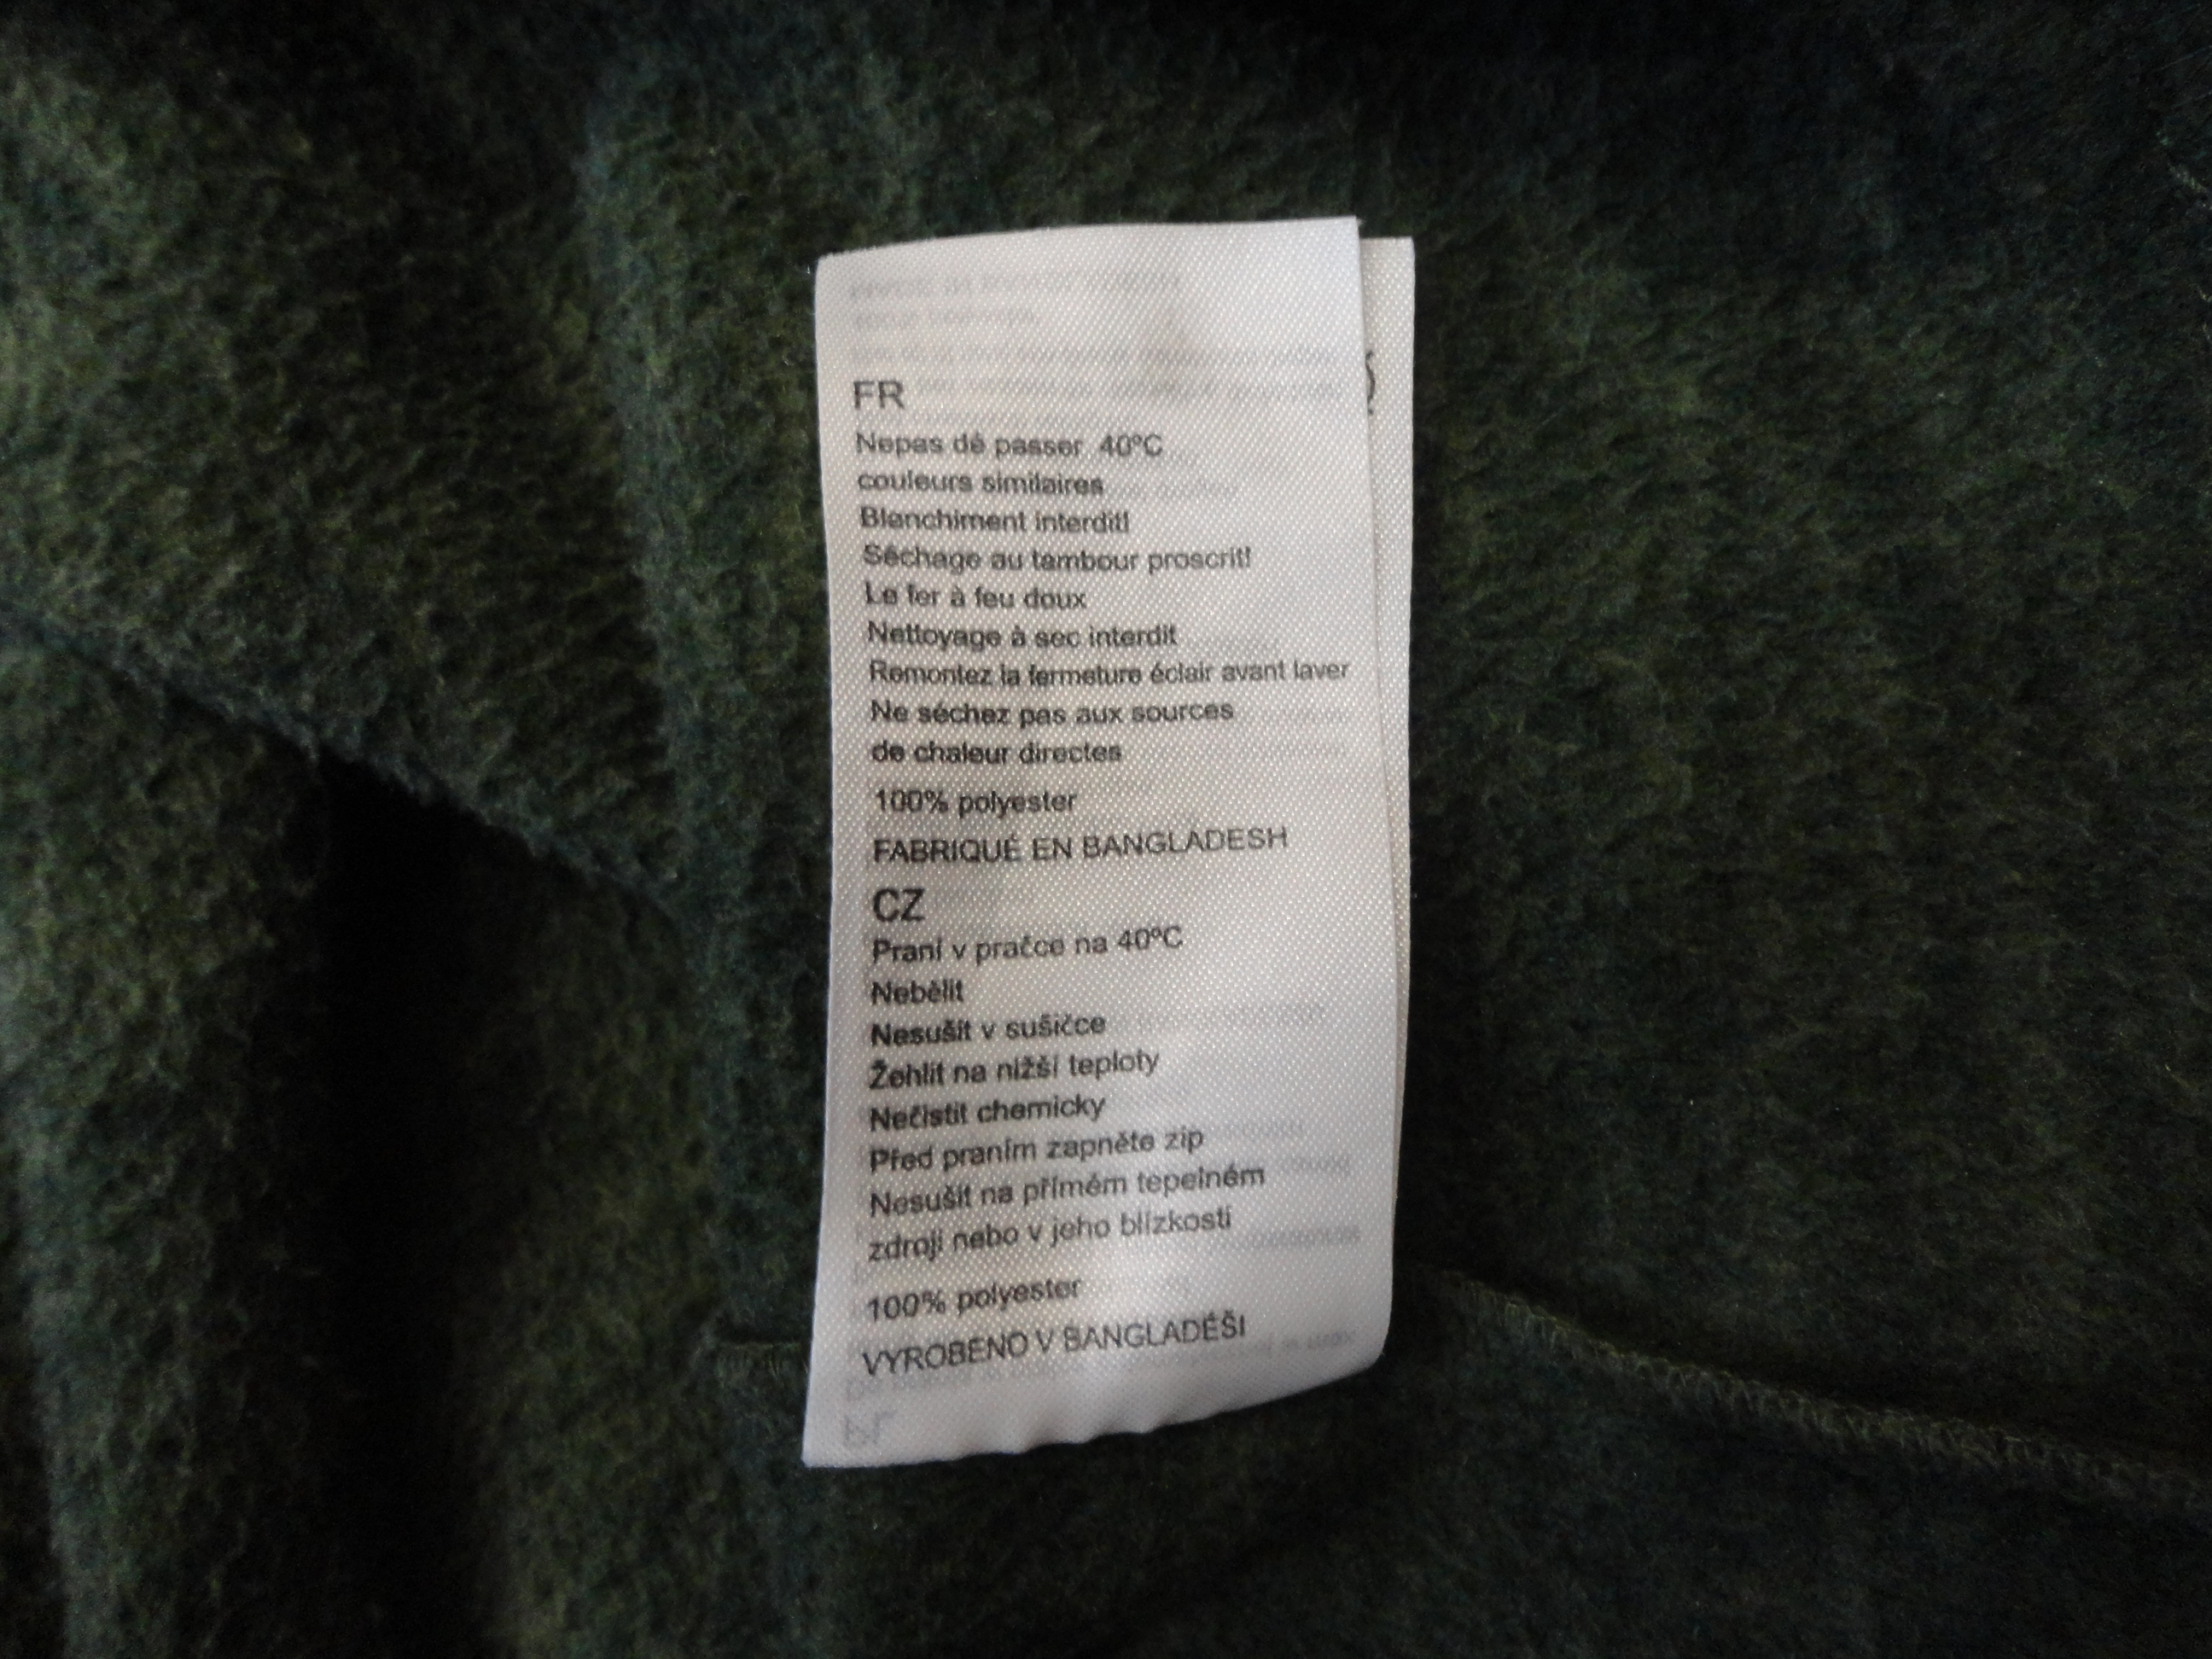 FR
Nepas dé passer 40ºC
couleurs similaires
Blanchiment interdit!
Séchage au tambour proscrit!
Le fer à feu doux
Nettoyage à sec interdit
Remontez la fermeture éclair avant laver
Ne séchez pas aux sources
de chaleur directes
100% polyester
FABRIQUÉ EN BANGLADESH
CZ
Praní v pračce na 40ºC
Nebělit
Nesušit v sušičce
Žehlit na nižší teploty
Nečistit chemicky
Před praním zapněte zip
Nesušit na přímém tepelném
zdroji nebo v jeho blízkosti
100% polyester
VYROBENO V BANGLADÉŠI